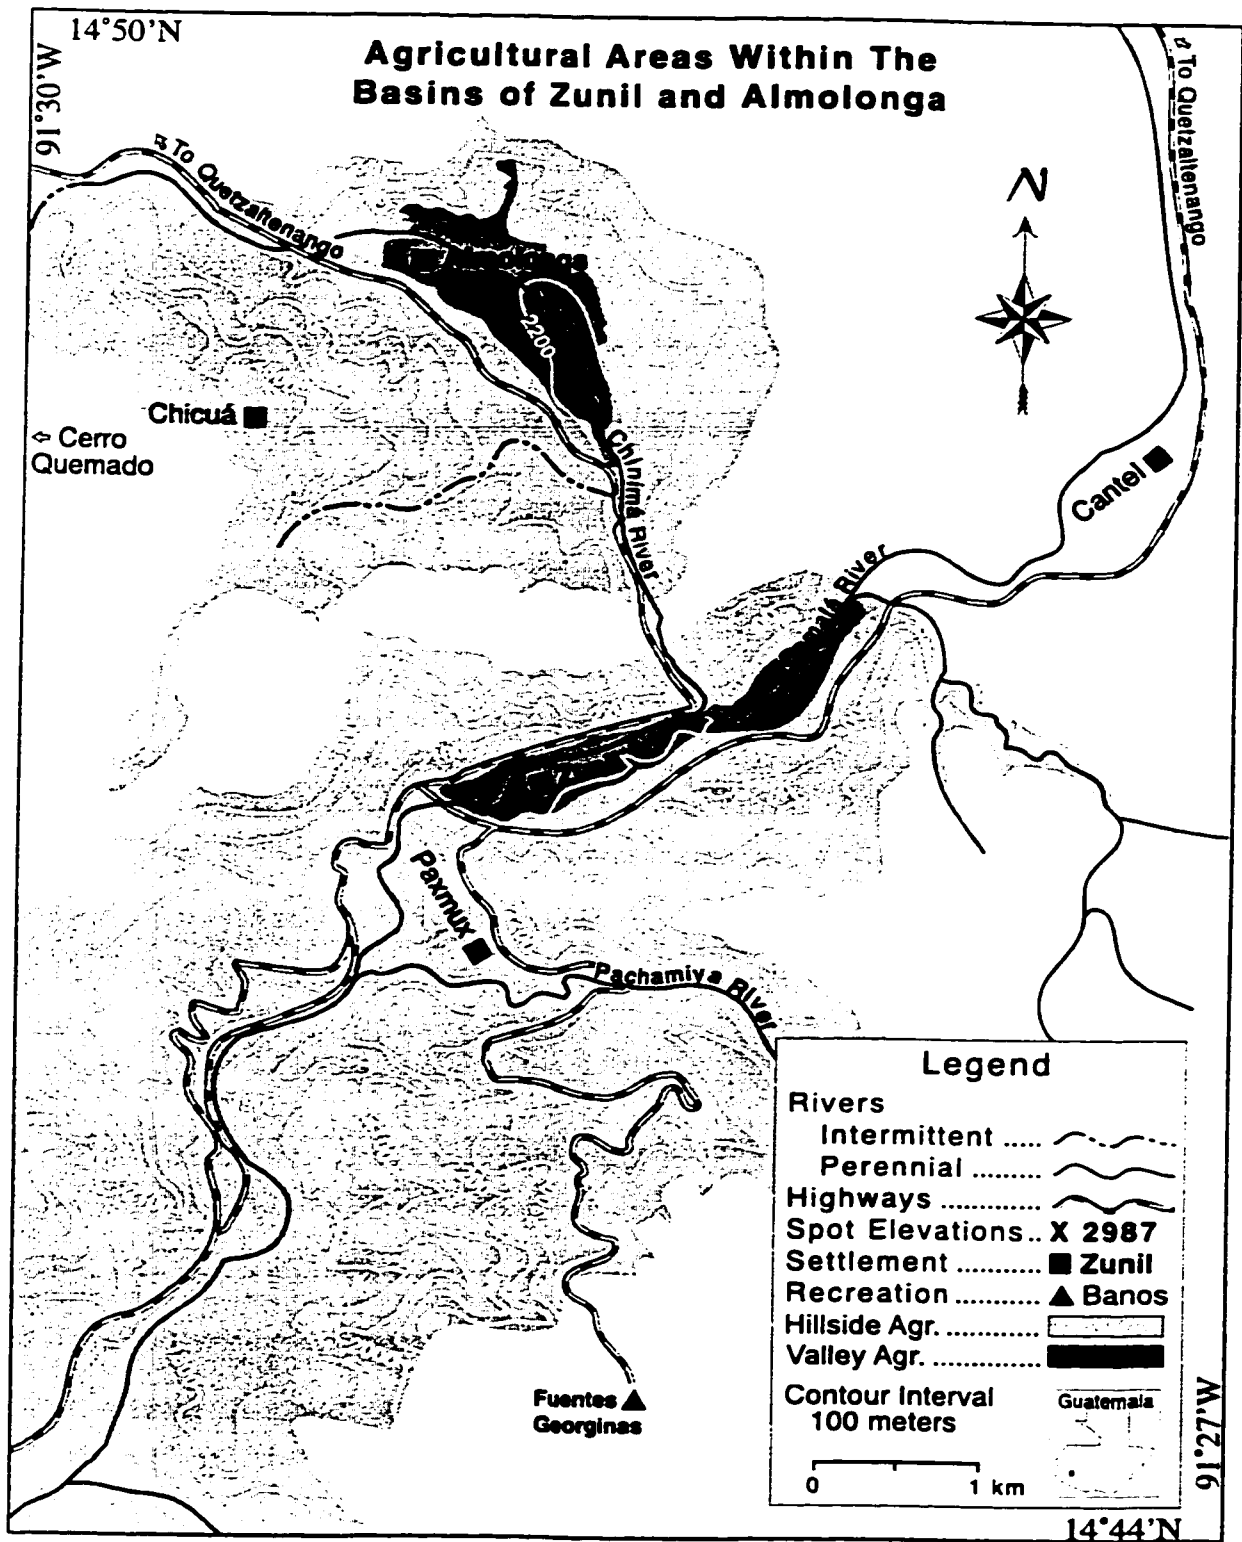 14°50'N
91°30'W
Agricultural Areas Within The
Basins of Zunil and Almolonga
To Quetzaltenango
To Quetzaltenango
N
Almolonga
2200
Chicuá
Cerro
Quemado
Chinimá River
Cantel
River
Zunil
Paxmux
Pachamiya River
Fuentes
Georginas
Legend
Rivers
Intermittent .....
Perennial ..........
Highways .............
Spot Elevations.. X 2987
Settlement ........... Zunil
Recreation ........... Banos
Hillside Agr. ............
Valley Agr. .............
Contour Interval
100 meters
Guatemala
0 1 km
91°27'W
14°44'N